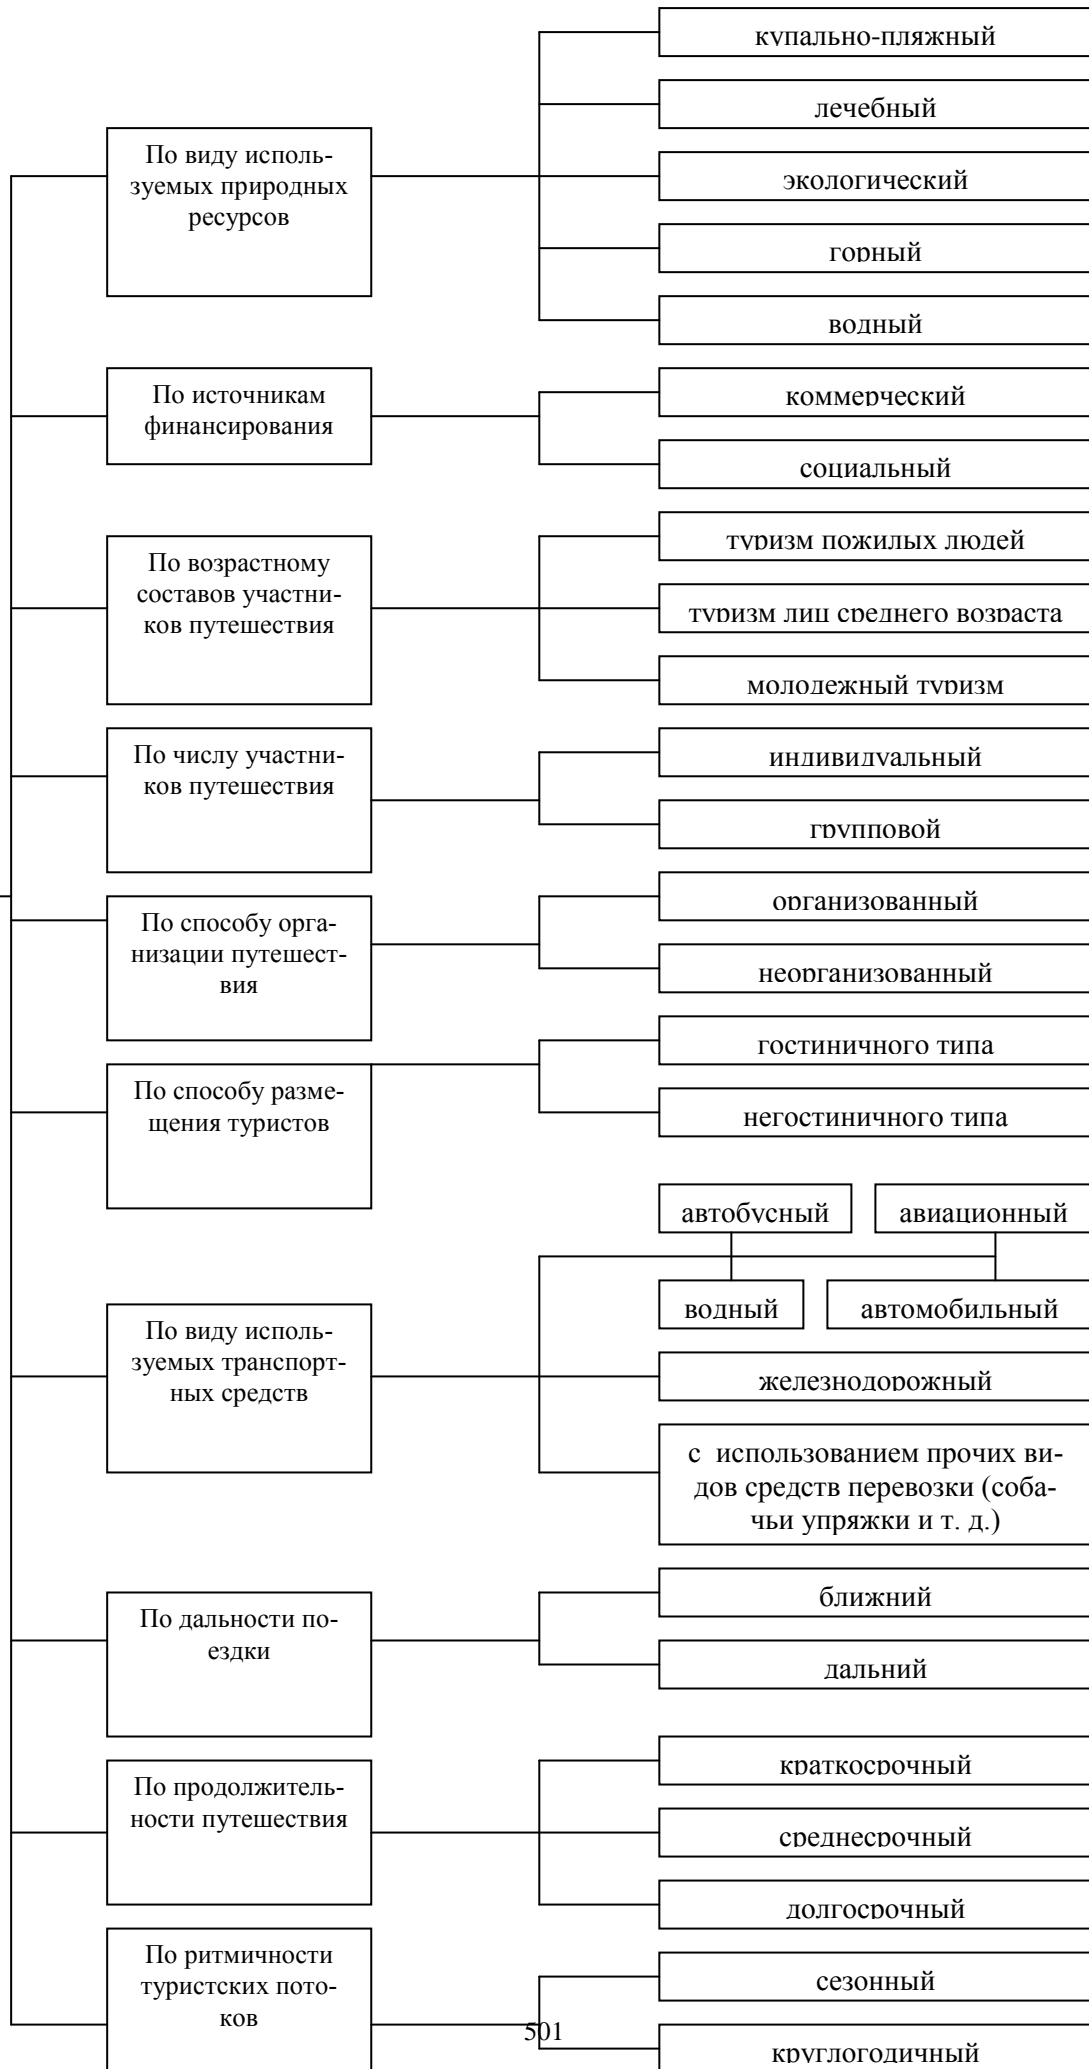 купально-пляжный
лечебный
По виду исполь-
зуемых природных
ресурсов
экологический
горный
водный
По источникам
финансирования
коммерческий
социальный
По возрастному
составов участни-
ков путешествия
туризм пожилых людей
туризм лиц среднего возраста
молодежный туризм
По числу участни-
ков путешествия
индивидуальный
групповой
По способу орга-
низации путешест-
вия
организованный
неорганизованный
По способу разме-
щения туристов
гостиничного типа
негостиничного типа
По виду исполь-
зуемых транспорт-
ных средств
автобусный
авиационный
водный
автомобильный
железнодорожный
с использованием прочих ви-
дов средств перевозки (соба-
чьи упряжки и т. д.)
По дальности по-
ездки
ближний
дальний
По продолжитель-
ности путешествия
краткосрочный
среднесрочный
долгосрочный
По ритмичности
туристских пото-
ков
сезонный
круглогодичный
501